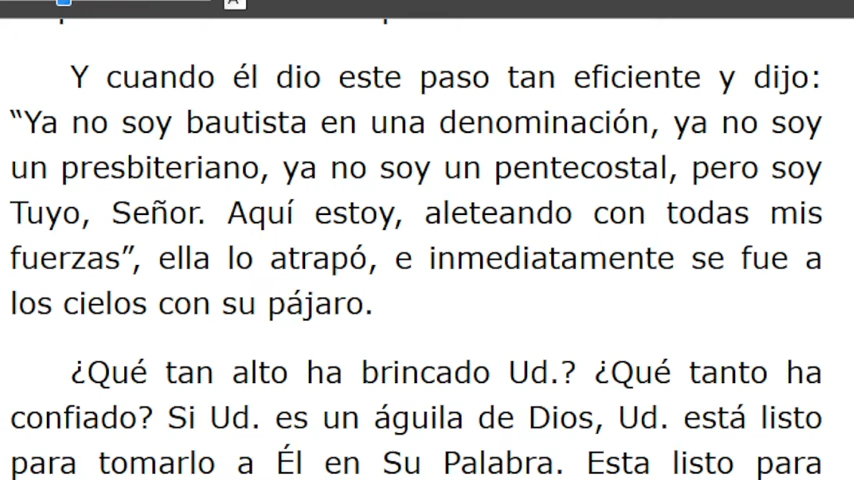 Y cuando él dio este paso tan eficiente y dijo:
“Ya no soy bautista en una denominación, ya no soy
un presbiteriano, ya no soy un pentecostal, pero soy
Tuyo, Señor. Aquí estoy, aleteando con todas mis
fuerzas”, ella lo atrapó, e inmediatamente se fue a
los cielos con su pájaro.
¿Qué tan alto ha brincado Ud.? ¿Qué tanto ha
confiado? Si Ud. es un águila de Dios, Ud. está listo
para tomarlo a Él en Su Palabra. Esta listo para